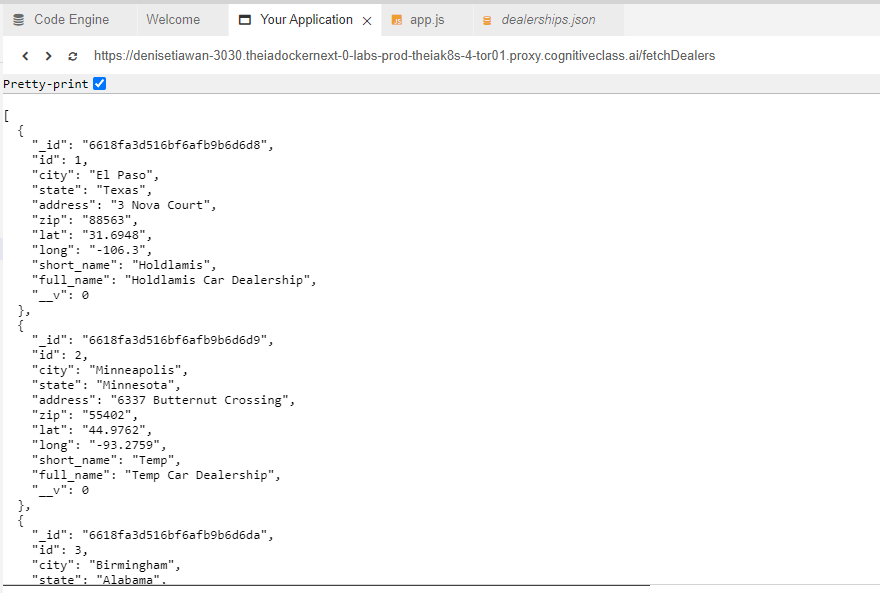 Code Engine Welcome Your Application app.js dealerships.json
https://denisetiawan-3030.theiadockernext-0-labs-prod-theiak8s-4-tor01.proxy.cognitiveclass.ai/fetchDealers
Pretty-print
[
  {
    "_id": "6618fa3d516bf6afb9b6d6d8",
    "id": 1,
    "city": "El Paso",
    "state": "Texas",
    "address": "3 Nova Court",
    "zip": "88563",
    "lat": "31.6948",
    "long": "-106.3",
    "short_name": "Holdlamis",
    "full_name": "Holdlamis Car Dealership",
    "__v": 0
  },
  {
    "_id": "6618fa3d516bf6afb9b6d6d9",
    "id": 2,
    "city": "Minneapolis",
    "state": "Minnesota",
    "address": "6337 Butternut Crossing",
    "zip": "55402",
    "lat": "44.9762",
    "long": "-93.2759",
    "short_name": "Temp",
    "full_name": "Temp Car Dealership",
    "__v": 0
  },
  {
    "_id": "6618fa3d516bf6afb9b6d6da",
    "id": 3,
    "city": "Birmingham",
    "state": "Alabama",